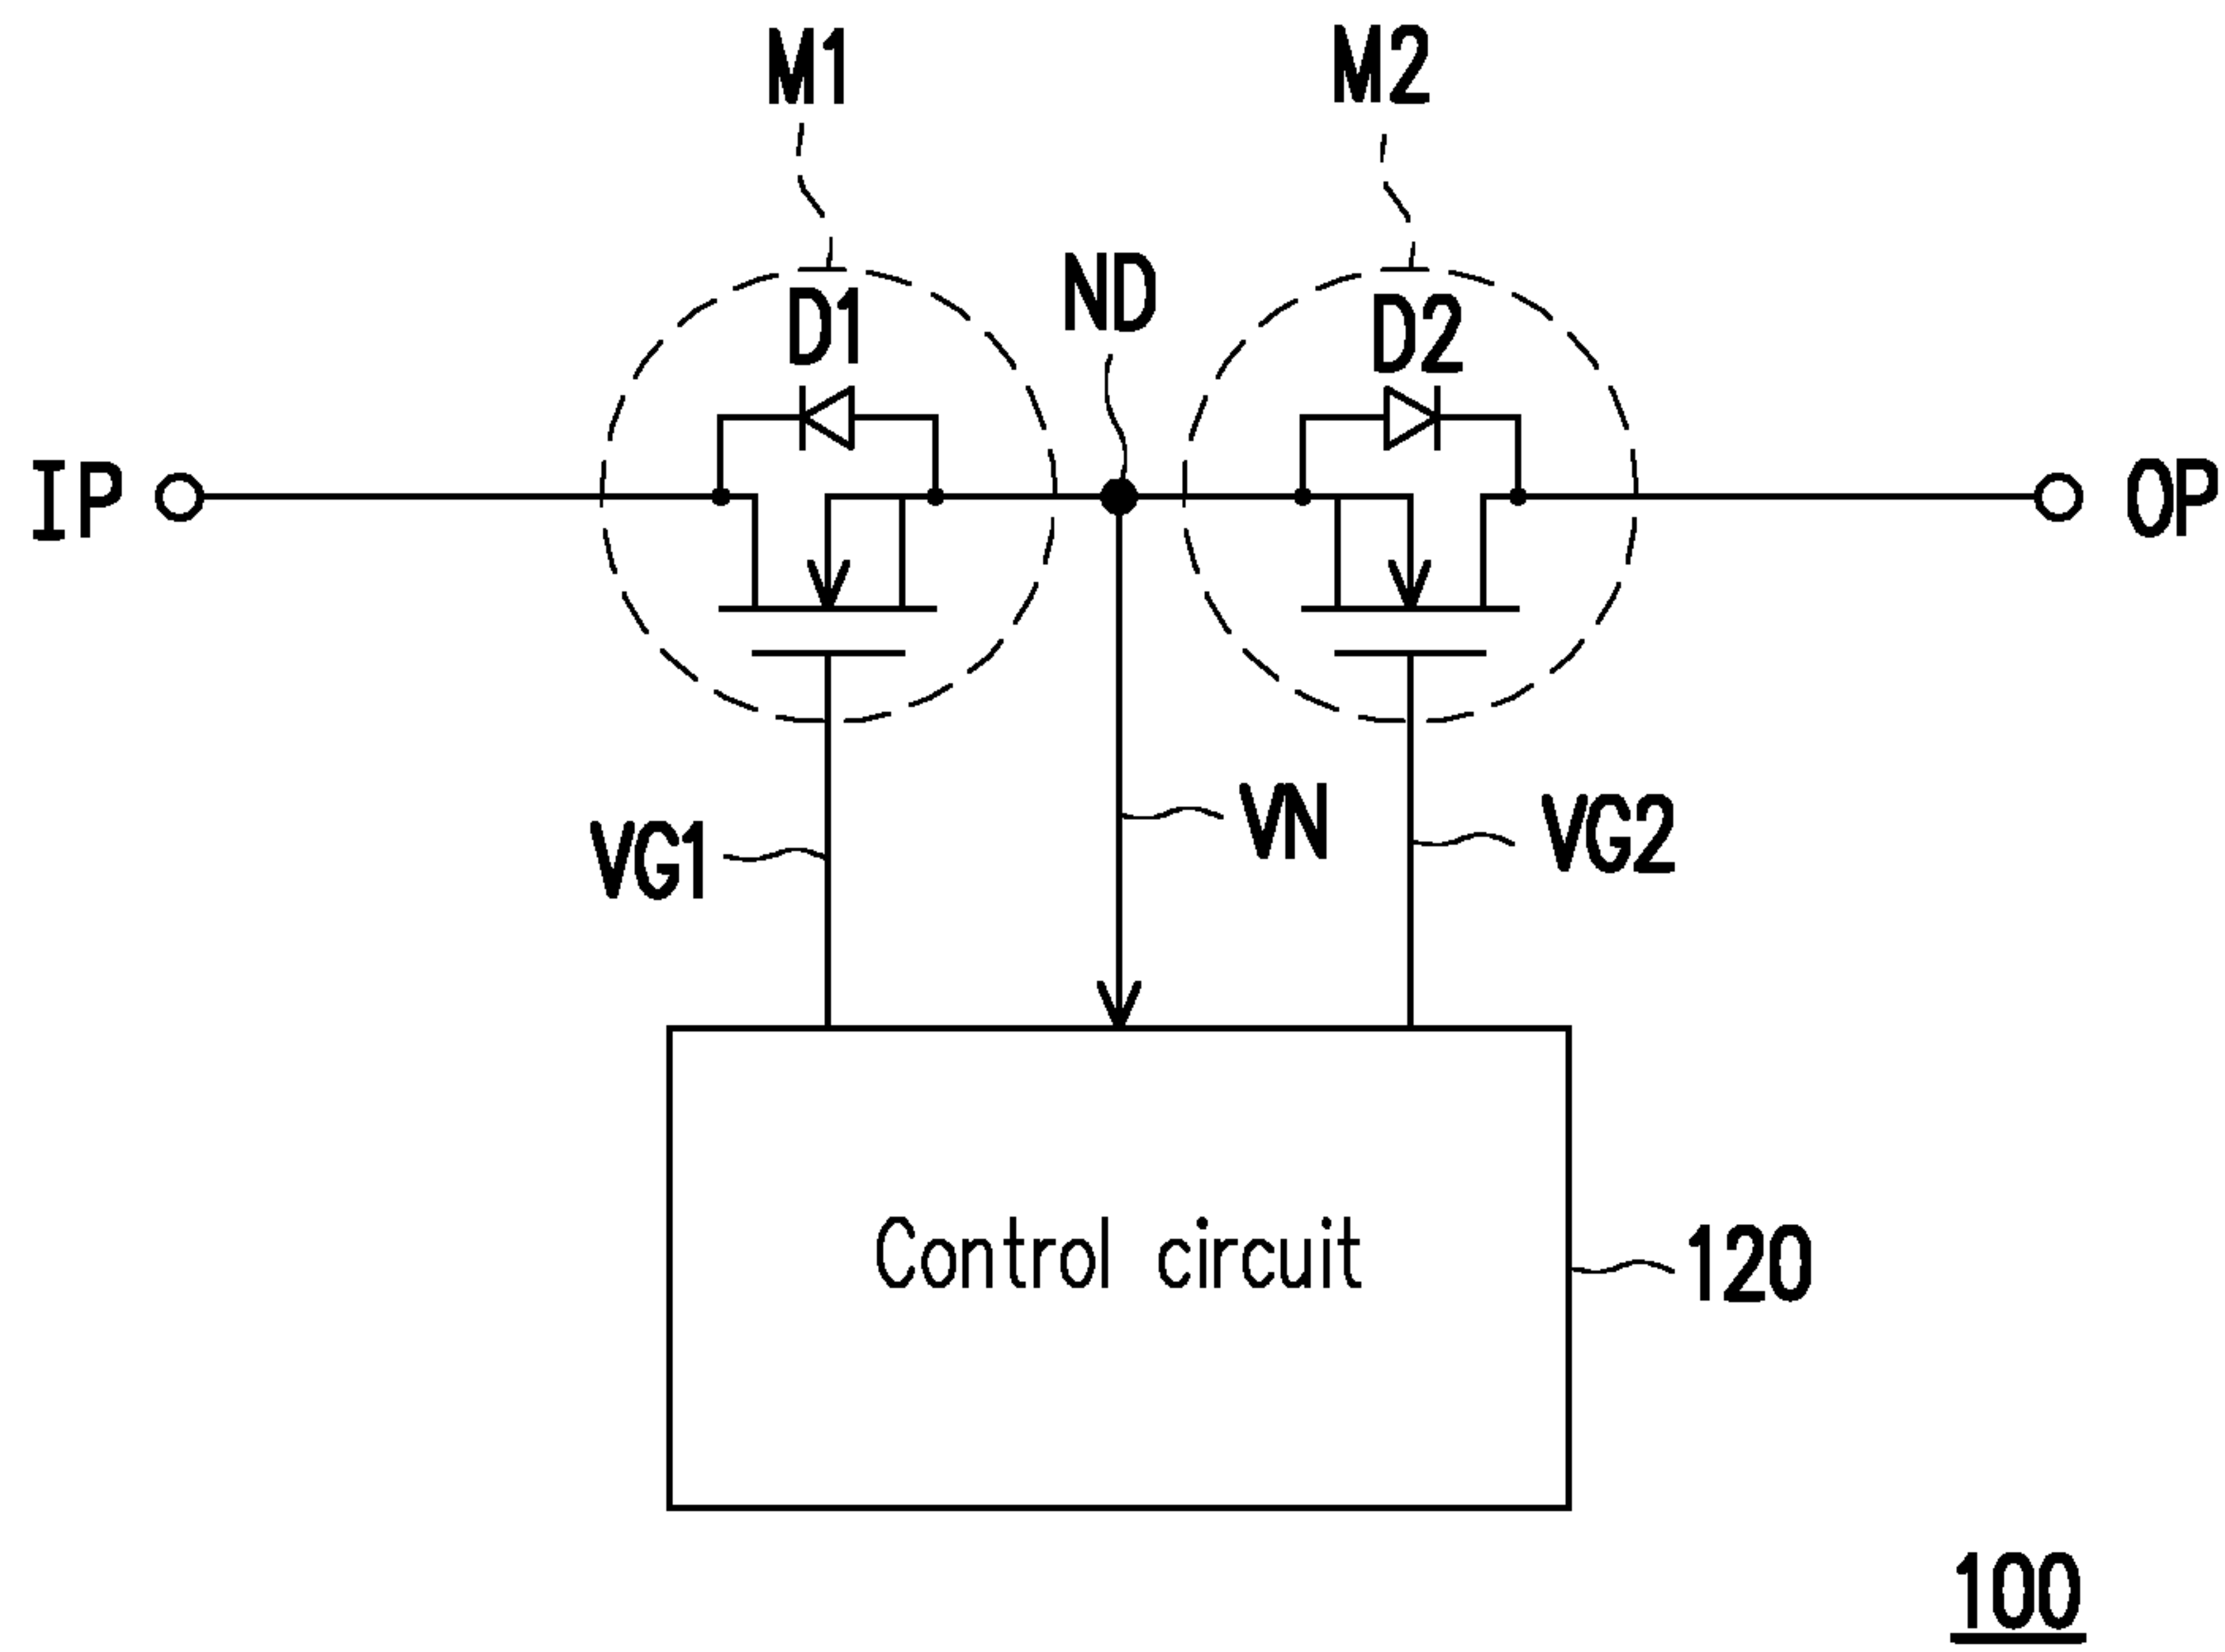 M1
M2
ND
D1
D2
IP
OP
VG1
VN
VG2
Control circuit
120
100